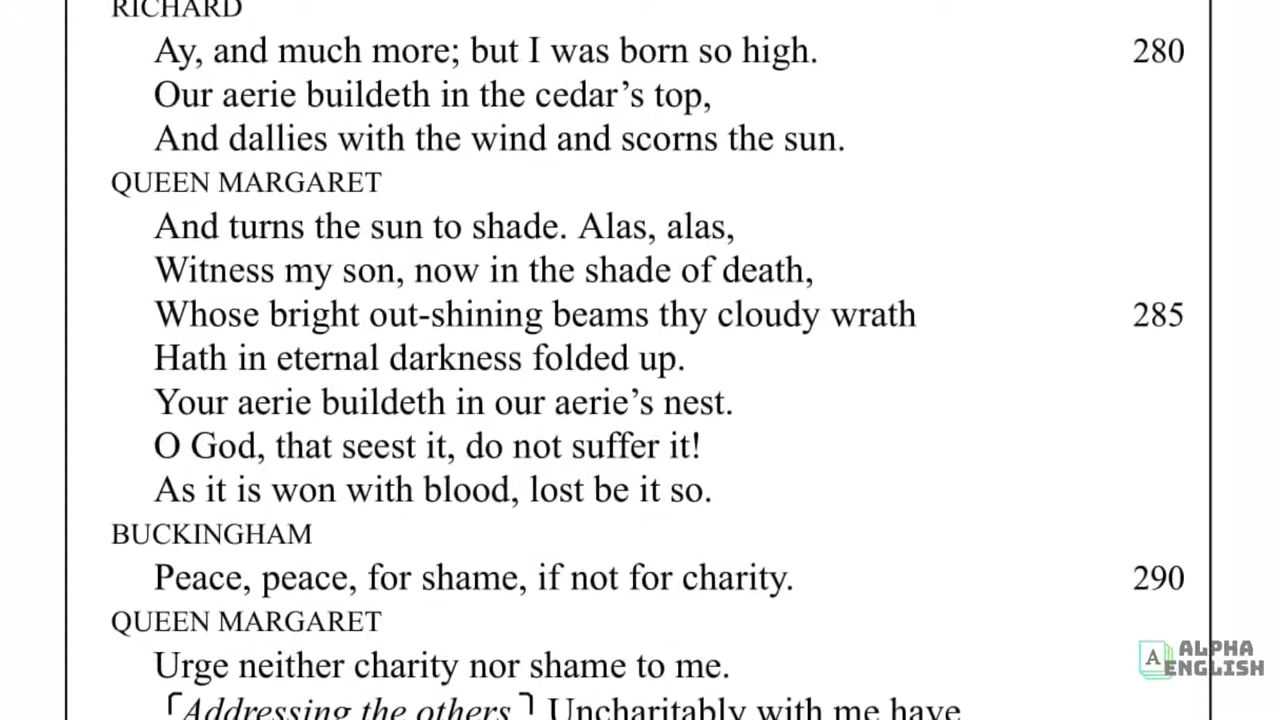 RICHARD
Ay, and much more; but I was born so high. 280
Our aerie buildeth in the cedar’s top,
And dallies with the wind and scorns the sun.
QUEEN MARGARET
And turns the sun to shade. Alas, alas,
Witness my son, now in the shade of death,
Whose bright out-shining beams thy cloudy wrath 285
Hath in eternal darkness folded up.
Your aerie buildeth in our aerie’s nest.
O God, that seest it, do not suffer it!
As it is won with blood, lost be it so.
BUCKINGHAM
Peace, peace, for shame, if not for charity. 290
QUEEN MARGARET
Urge neither charity nor shame to me.
⌜Addressing the others.⌝ Uncharitably with me have
A ALPHA
ENGLISH